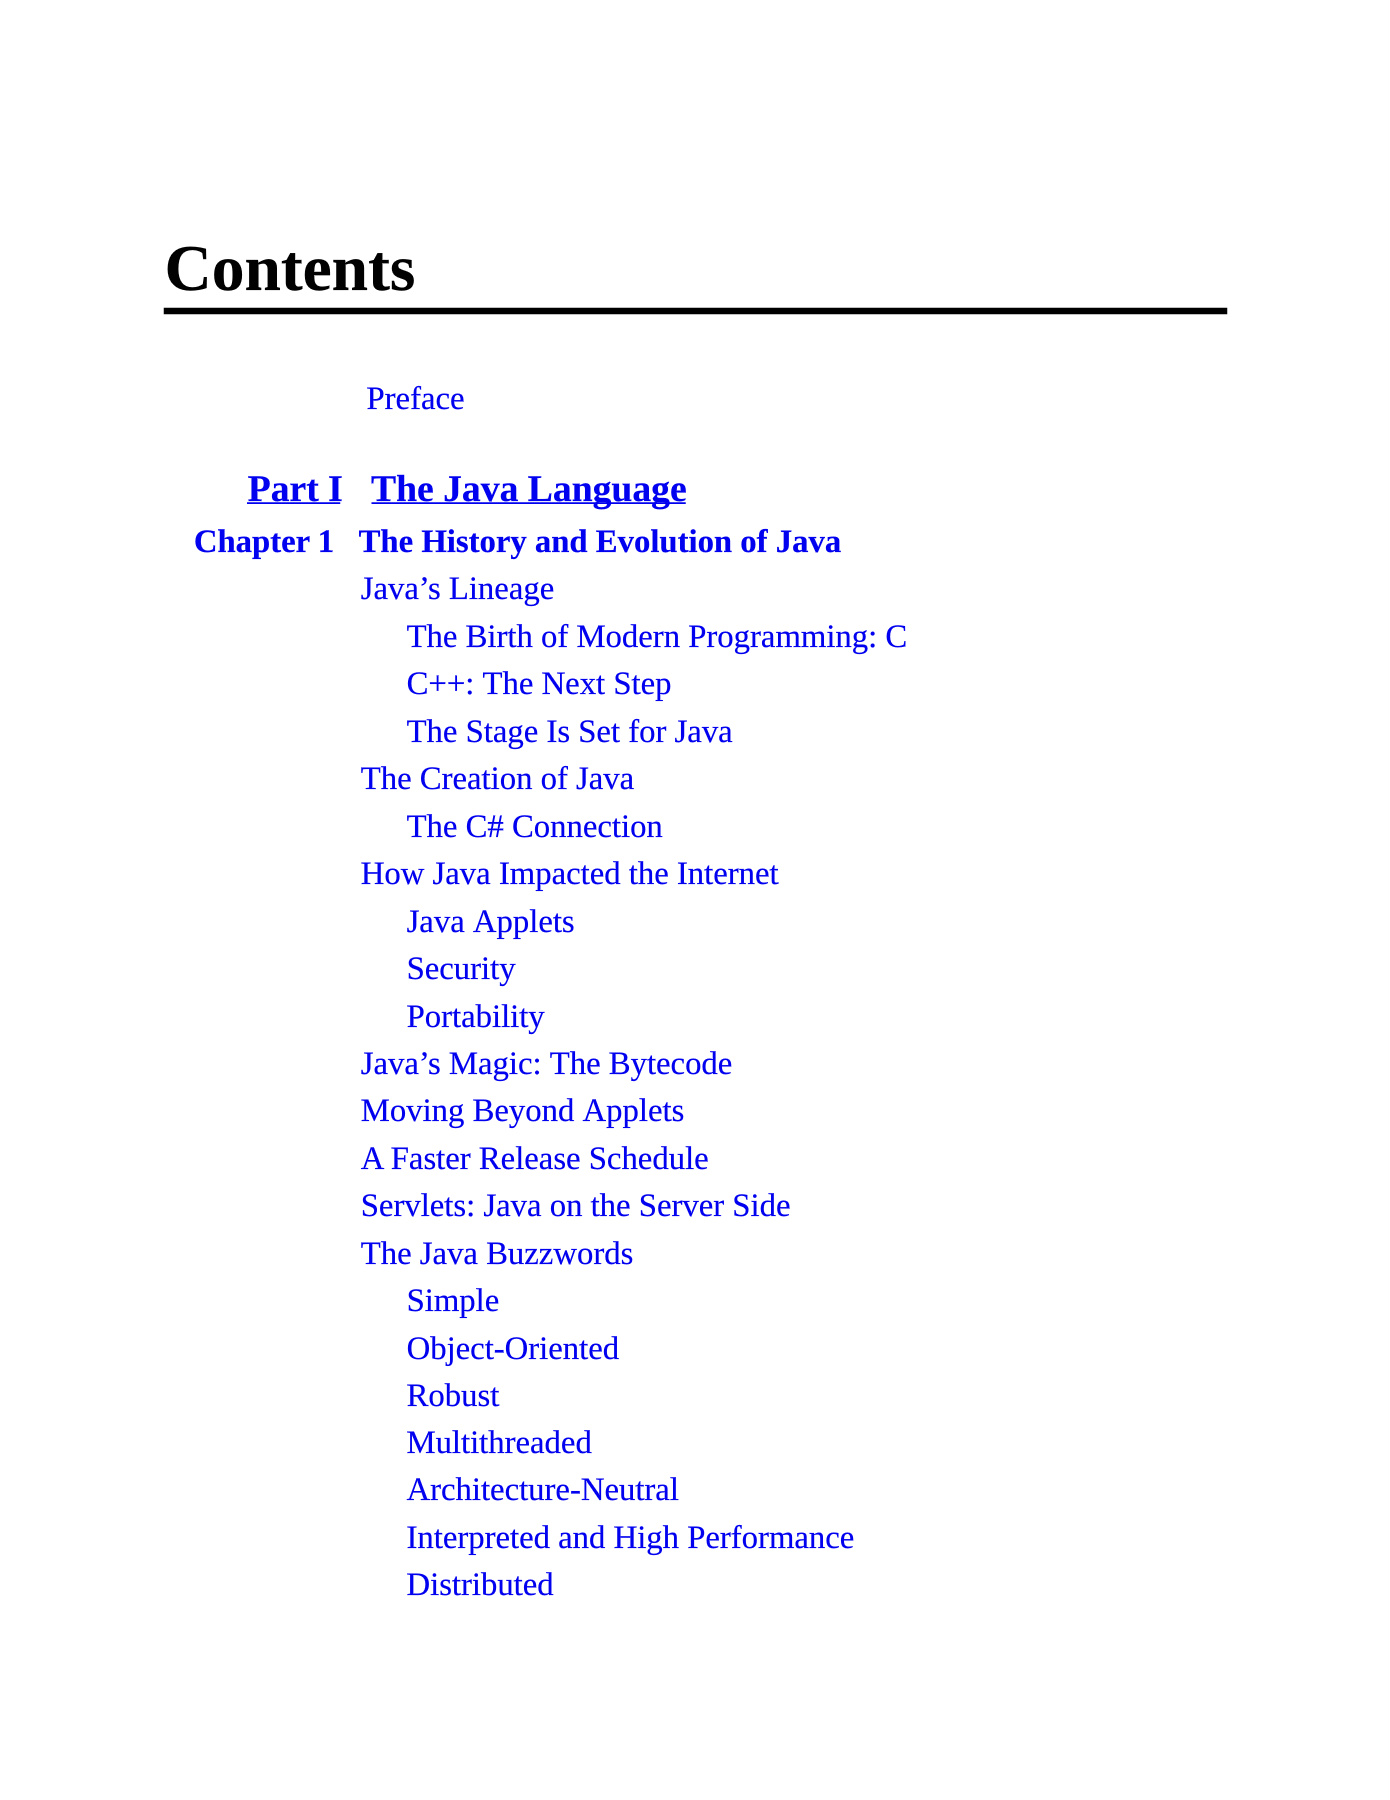 Contents
Preface
Part I The Java Language
Chapter 1 The History and Evolution of Java
Java’s Lineage
The Birth of Modern Programming: C
C++: The Next Step
The Stage Is Set for Java
The Creation of Java
The C# Connection
How Java Impacted the Internet
Java Applets
Security
Portability
Java’s Magic: The Bytecode
Moving Beyond Applets
A Faster Release Schedule
Servlets: Java on the Server Side
The Java Buzzwords
Simple
Object-Oriented
Robust
Multithreaded
Architecture-Neutral
Interpreted and High Performance
Distributed